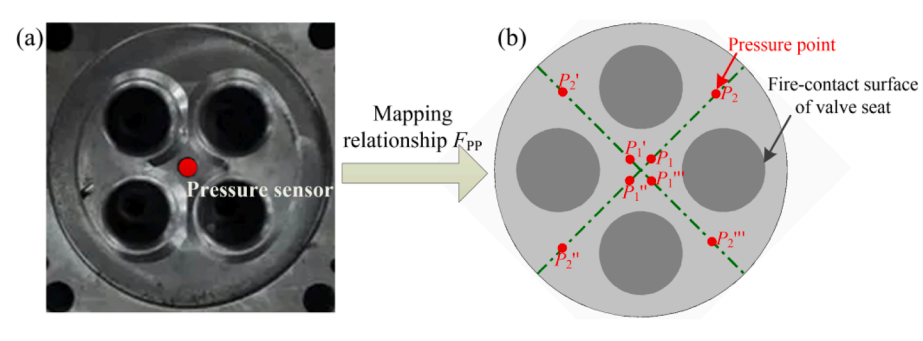 (a)
Pressure sensor
Mapping
relationship F_PP
(b)
Pressure point
Fire-contact surface
of valve seat
P₂'
P₂
P₁'
P₁
P₁''
P₁'''
P₂''
P₂'''